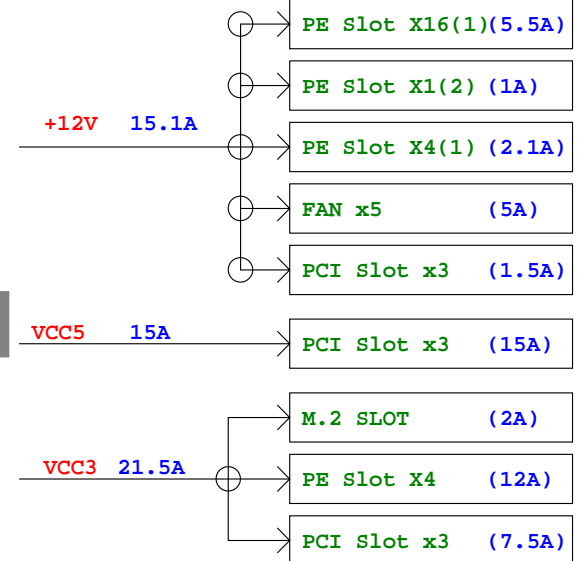 PE Slot X16(1)(5.5A)
PE Slot X1(2) (1A)
+12V 15.1A
PE Slot X4(1) (2.1A)
FAN x5 (5A)
PCI Slot x3 (1.5A)
VCC5 15A
PCI Slot x3 (15A)
M.2 SLOT (2A)
VCC3 21.5A
PE Slot X4 (12A)
PCI Slot x3 (7.5A)